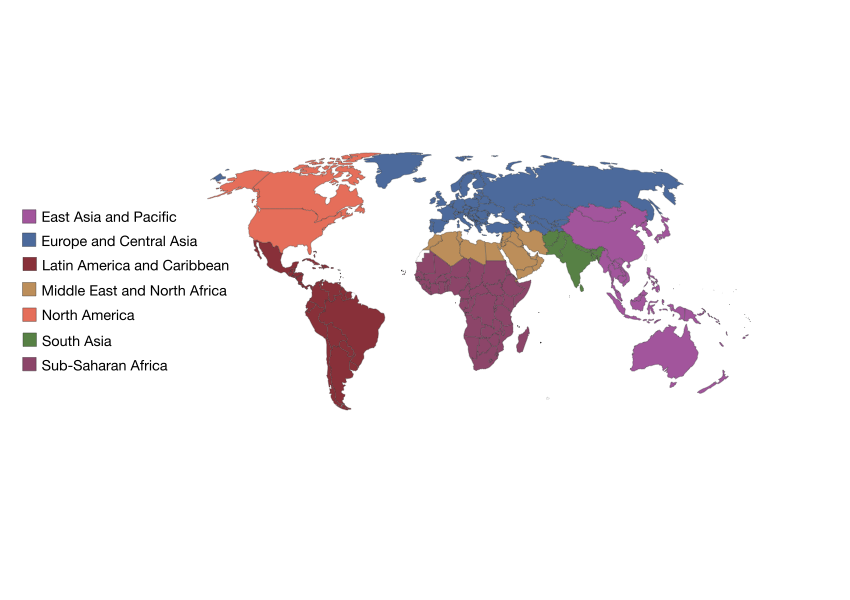 East Asia and Pacific
Europe and Central Asia
Latin America and Caribbean
Middle East and North Africa
North America
South Asia
Sub-Saharan Africa